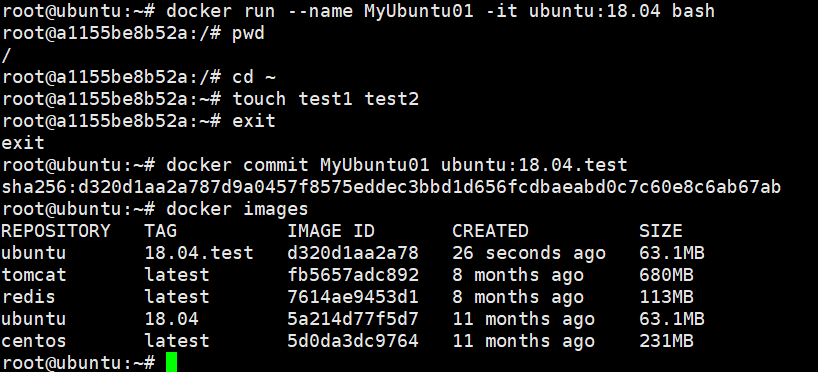 root@ubuntu:~# docker run --name MyUbuntu01 -it ubuntu:18.04 bash
root@a1155be8b52a:/# pwd
/
root@a1155be8b52a:/# cd ~
root@a1155be8b52a:~# touch test1 test2
root@a1155be8b52a:~# exit
exit
root@ubuntu:~# docker commit MyUbuntu01 ubuntu:18.04.test
sha256:d320d1aa2a787d9a0457f8575eddec3bbd1d656fcdbaeabd0c7c60e8c6ab67ab
root@ubuntu:~# docker images
REPOSITORY   TAG          IMAGE ID       CREATED          SIZE
ubuntu       18.04.test   d320d1aa2a78   26 seconds ago   63.1MB
tomcat       latest       fb5657adc892   8 months ago     680MB
redis        latest       7614ae9453d1   8 months ago     113MB
ubuntu       18.04        5a214d77f5d7   11 months ago    63.1MB
centos       latest       5d0da3dc9764   11 months ago    231MB
root@ubuntu:~#